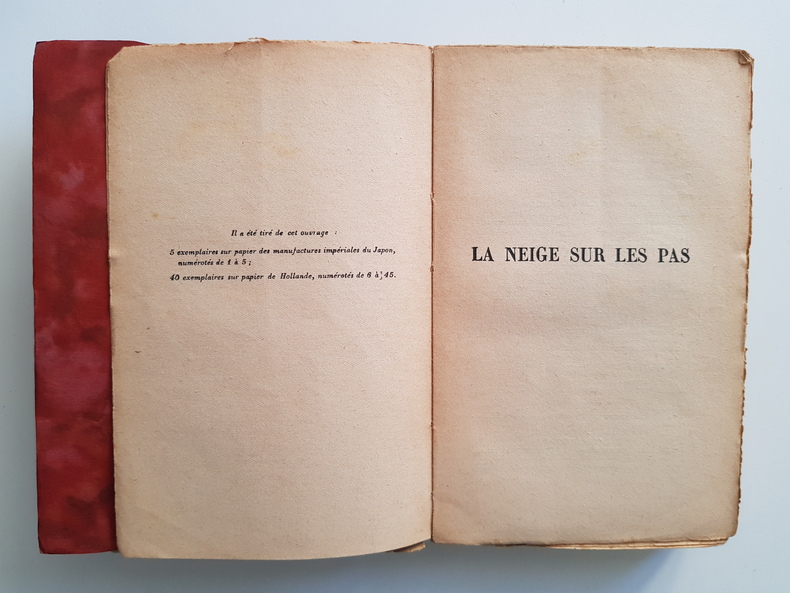 Il a été tiré de cet ouvrage :
5 exemplaires sur papier des manufactures impériales du Japon,
numérotés de 1 à 5 ;
40 exemplaires sur papier de Hollande, numérotés de 6 à 45.
LA NEIGE SUR LES PAS